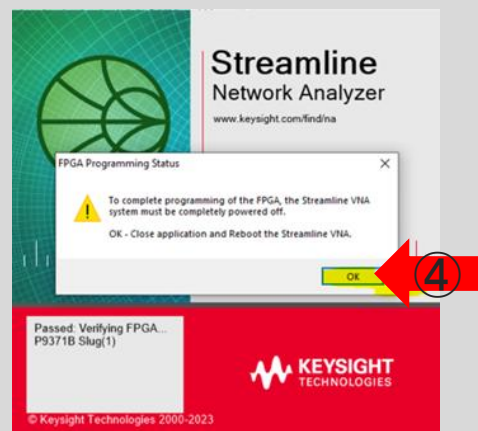 Streamline
Network Analyzer
www.keysight.com/find/na
FPGA Programming Status
To complete programming of the FPGA, the Streamline VNA
system must be completely powered off.
OK - Close application and Reboot the Streamline VNA.
OK
④
Passed: Verifying FPGA...
P9371B Slug(1)
KEYSIGHT
TECHNOLOGIES
© Keysight Technologies 2000-2023